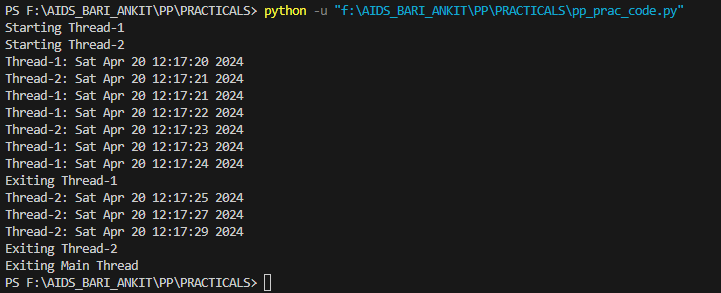 PS F:\AIDS_BARI_ANKIT\PP\PRACTICALS> python -u "f:\AIDS_BARI_ANKIT\PP\PRACTICALS\pp_prac_code.py"
Starting Thread-1
Starting Thread-2
Thread-1: Sat Apr 20 12:17:20 2024
Thread-2: Sat Apr 20 12:17:21 2024
Thread-1: Sat Apr 20 12:17:21 2024
Thread-1: Sat Apr 20 12:17:22 2024
Thread-2: Sat Apr 20 12:17:23 2024
Thread-1: Sat Apr 20 12:17:23 2024
Thread-1: Sat Apr 20 12:17:24 2024
Exiting Thread-1
Thread-2: Sat Apr 20 12:17:25 2024
Thread-2: Sat Apr 20 12:17:27 2024
Thread-2: Sat Apr 20 12:17:29 2024
Exiting Thread-2
Exiting Main Thread
PS F:\AIDS_BARI_ANKIT\PP\PRACTICALS>